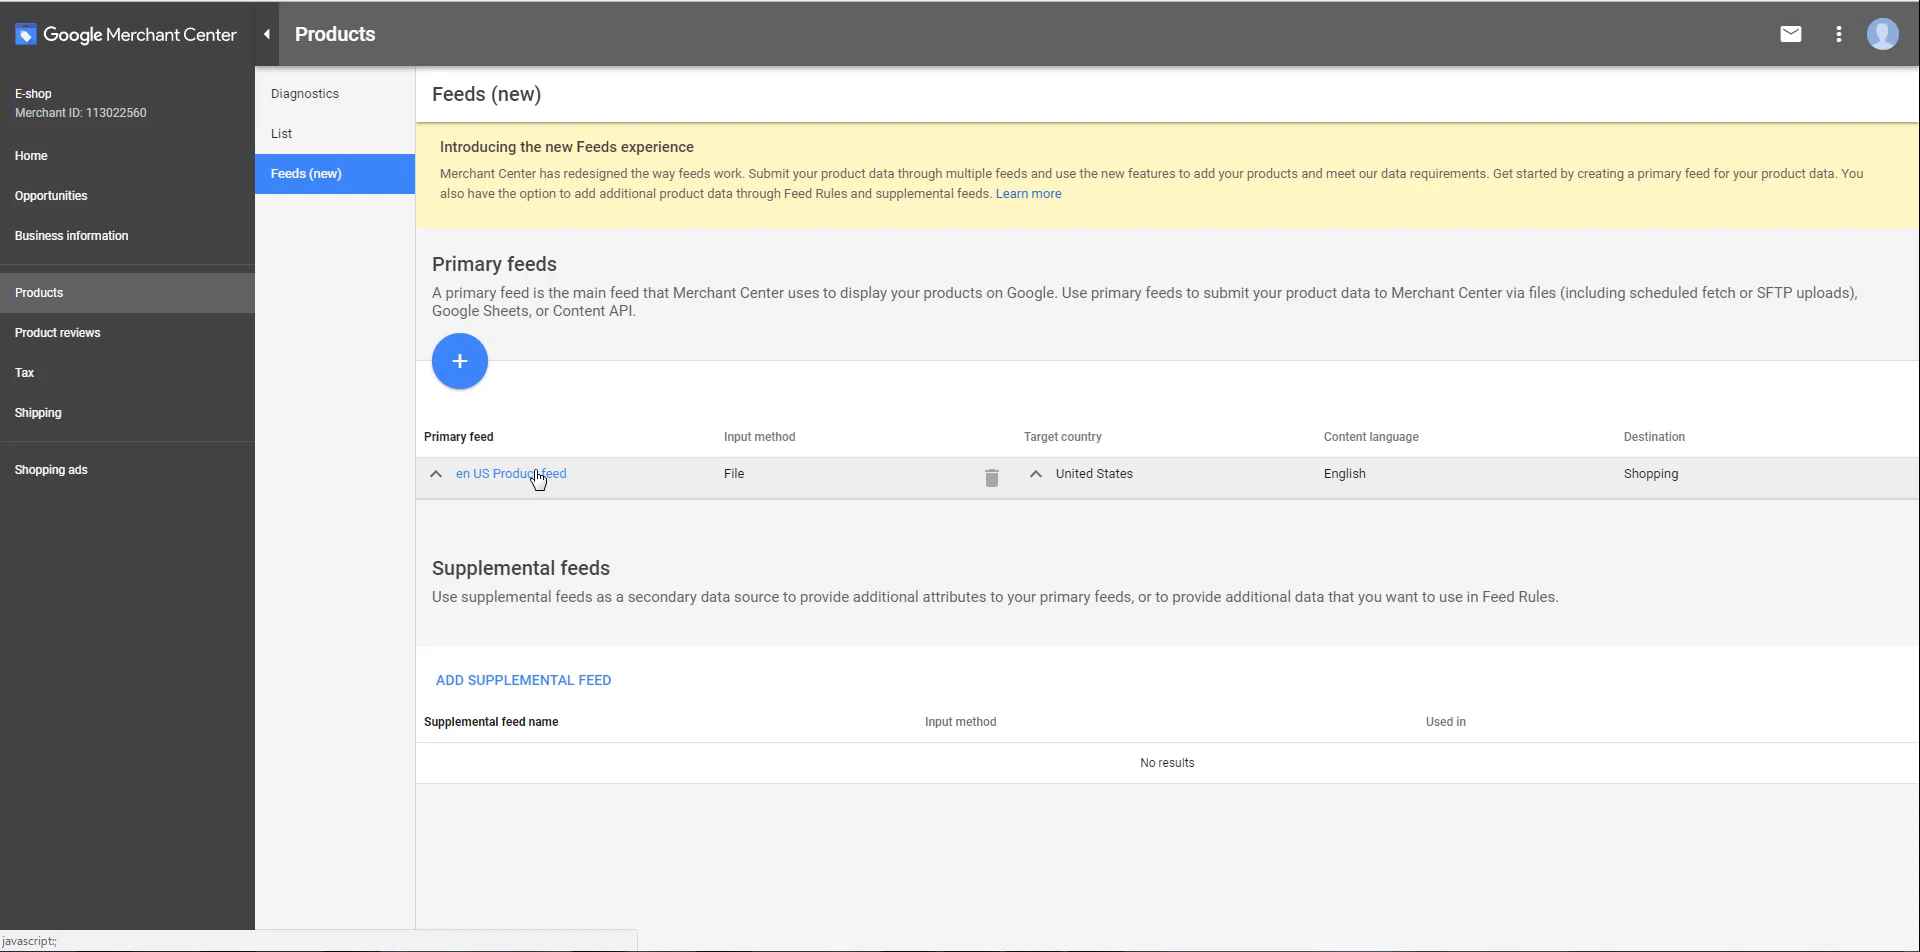 Google Merchant Center
Products
E-shop
Merchant ID: 113022560
Home
Opportunities
Business information
Products
Product reviews
Tax
Shipping
Shopping ads
Diagnostics
List
Feeds (new)
Feeds (new)
Introducing the new Feeds experience
Merchant Center has redesigned the way feeds work. Submit your product data through multiple feeds and use the new features to add your products and meet our data requirements. Get started by creating a primary feed for your product data. You
also have the option to add additional product data through Feed Rules and supplemental feeds. Learn more
Primary feeds
A primary feed is the main feed that Merchant Center uses to display your products on Google. Use primary feeds to submit your product data to Merchant Center via files (including scheduled fetch or SFTP uploads),
Google Sheets, or Content API.
Primary feed Input method Target country Content language Destination
en US Product feed File United States English Shopping
Supplemental feeds
Use supplemental feeds as a secondary data source to provide additional attributes to your primary feeds, or to provide additional data that you want to use in Feed Rules.
ADD SUPPLEMENTAL FEED
Supplemental feed name Input method Used in
No results
javascript:;